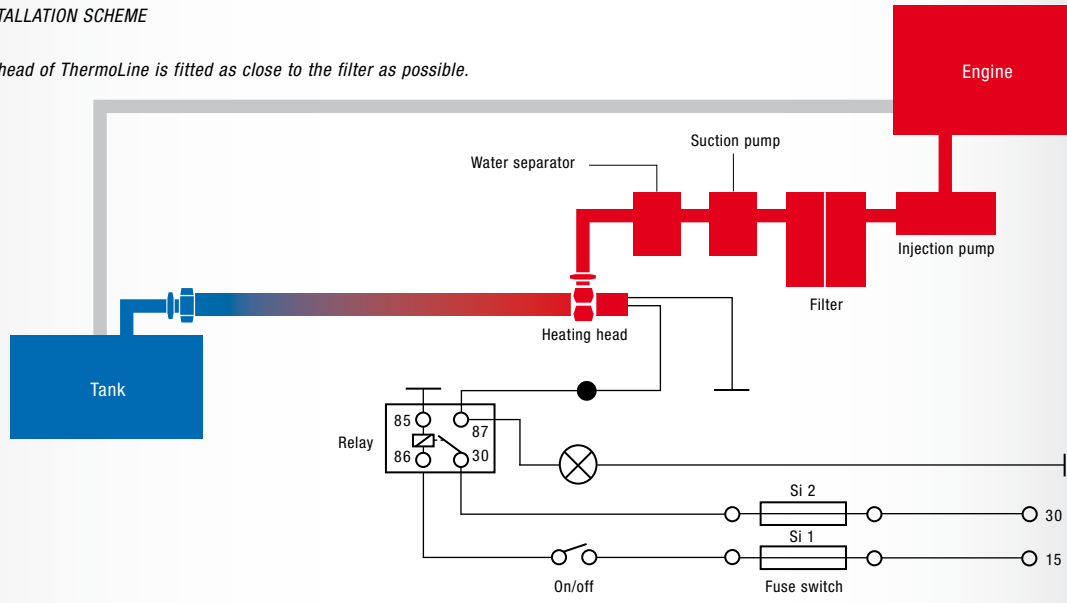 TALLATION SCHEME
head of ThermoLine is fitted as close to the filter as possible.
Engine
Suction pump
Water separator
Injection pump
Filter
Heating head
Tank
85
87
Relay
86
30
Si 2
30
Si 1
15
On/off
Fuse switch